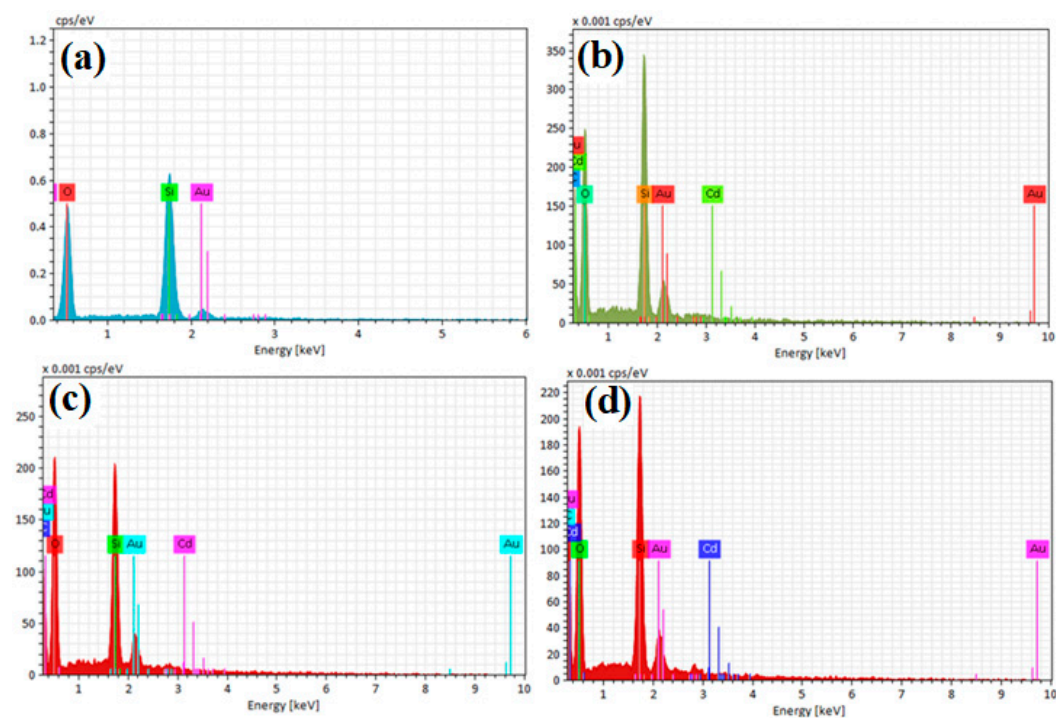 cps/eV
(a)
1.2
1.0
0.8
0.6
0.4
0.2
0.0
O
Si
Au
1 2 3 4 5 6
Energy [keV]
x 0.001 cps/eV
(b)
350
300
250
200
150
100
50
0
Cd
O
Si
Au
Cd
Au
1 2 3 4 5 6 7 8 9 10
Energy [keV]
x 0.001 cps/eV
(c)
250
200
150
100
50
0
Cd
O
Si
Au
Cd
Au
1 2 3 4 5 6 7 8 9 10
Energy [keV]
x 0.001 cps/eV
(d)
220
200
180
160
140
120
100
80
60
40
20
0
O
Si
Au
Cd
Au
1 2 3 4 5 6 7 8 9 10
Energy [keV]